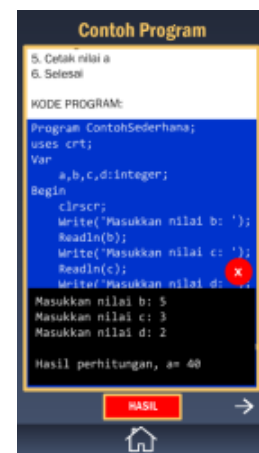 Contoh Program
5. Cetak nilai a
6. Selesai
KODE PROGRAM:
Program ContohSederhana;
uses crt;
Var
a,b,c,d:integer;
Begin
clrscr;
Write('Masukkan nilai b: ');
Readln(b);
Write('Masukkan nilai c: ');
Readln(c);
Write('Masukkan nilai d: ');
X
Masukkan nilai b: 5
Masukkan nilai c: 3
Masukkan nilai d: 2
Hasil perhitungan, a= 40
HASIL